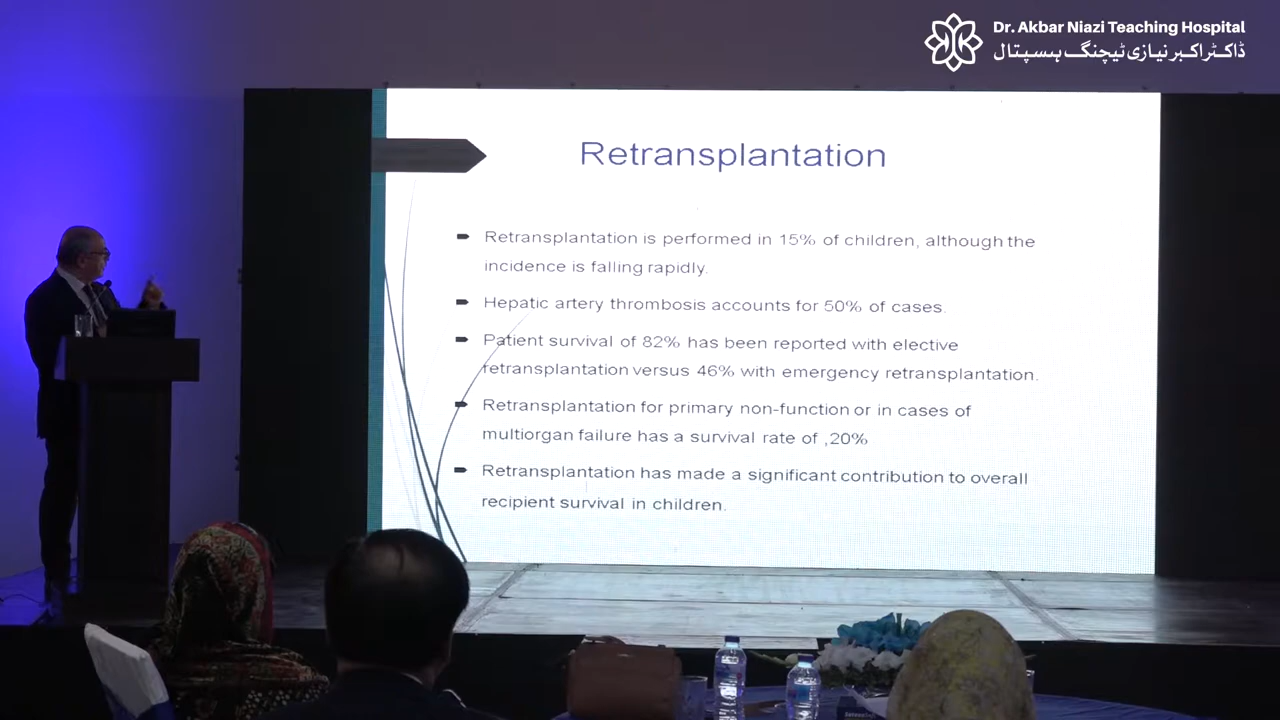 Dr. Akbar Niazi Teaching Hospital
ڈاکٹر اکبر نیازی ٹیچنگ ہسپتال
Retransplantation
Retransplantation is performed in 15% of children, although the
incidence is falling rapidly.
Hepatic artery thrombosis accounts for 50% of cases.
Patient survival of 82% has been reported with elective
retransplantation versus 46% with emergency retransplantation.
Retransplantation for primary non-function or in cases of
multiorgan failure has a survival rate of ,20%
Retransplantation has made a significant contribution to overall
recipient survival in children.